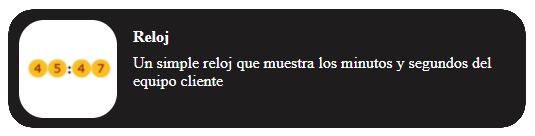 45:47
Reloj
Un simple reloj que muestra los minutos y segundos del
equipo cliente